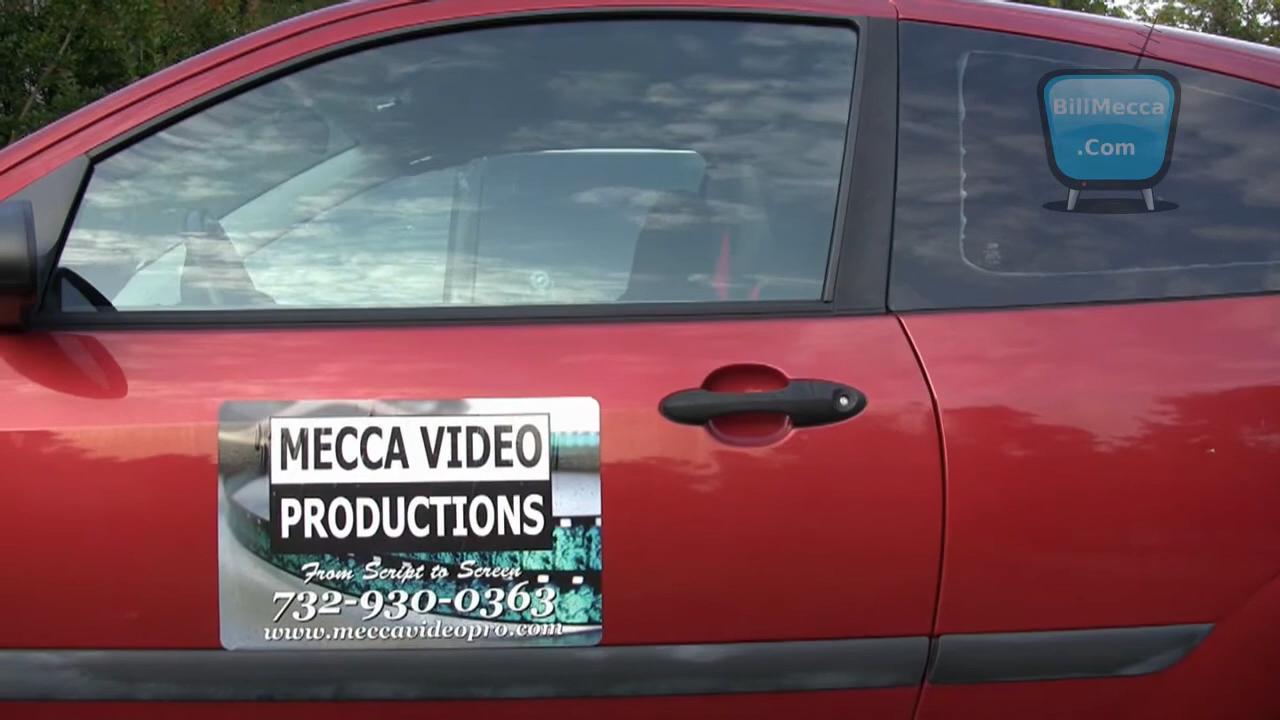 BillMecca
.Com
MECCA VIDEO
PRODUCTIONS
From Script to Screen
732-930-0363
www.meccavideopro.com